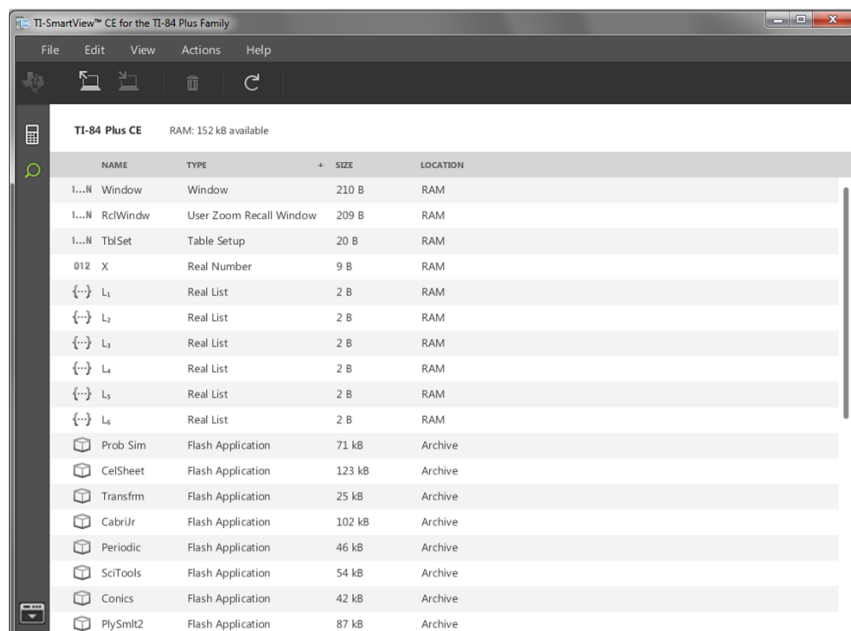 TI-SmartView™ CE for the TI-84 Plus Family
File Edit View Actions Help
TI-84 Plus CE RAM: 152 kB available
NAME TYPE SIZE LOCATION
1...N Window Window 210 B RAM
1...N RclWindw User Zoom Recall Window 209 B RAM
1...N TblSet Table Setup 20 B RAM
012 X Real Number 9 B RAM
{...} L₁ Real List 2 B RAM
{...} L₂ Real List 2 B RAM
{...} L₃ Real List 2 B RAM
{...} L₄ Real List 2 B RAM
{...} L₅ Real List 2 B RAM
{...} L₆ Real List 2 B RAM
Prob Sim Flash Application 71 kB Archive
CelSheet Flash Application 123 kB Archive
Transfrm Flash Application 25 kB Archive
CabriJr Flash Application 102 kB Archive
Periodic Flash Application 46 kB Archive
SciTools Flash Application 54 kB Archive
Conics Flash Application 42 kB Archive
PlySmlt2 Flash Application 87 kB Archive